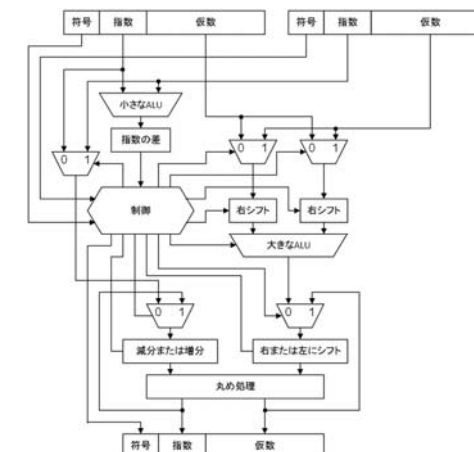 符号 指数 仮数 符号 指数 仮数
小さなALU
指数の差
0 1
0 1
0 1
制御
右シフト
右シフト
大きなALU
0 1
0 1
減分または増分
右または左にシフト
丸め処理
符号 指数 仮数